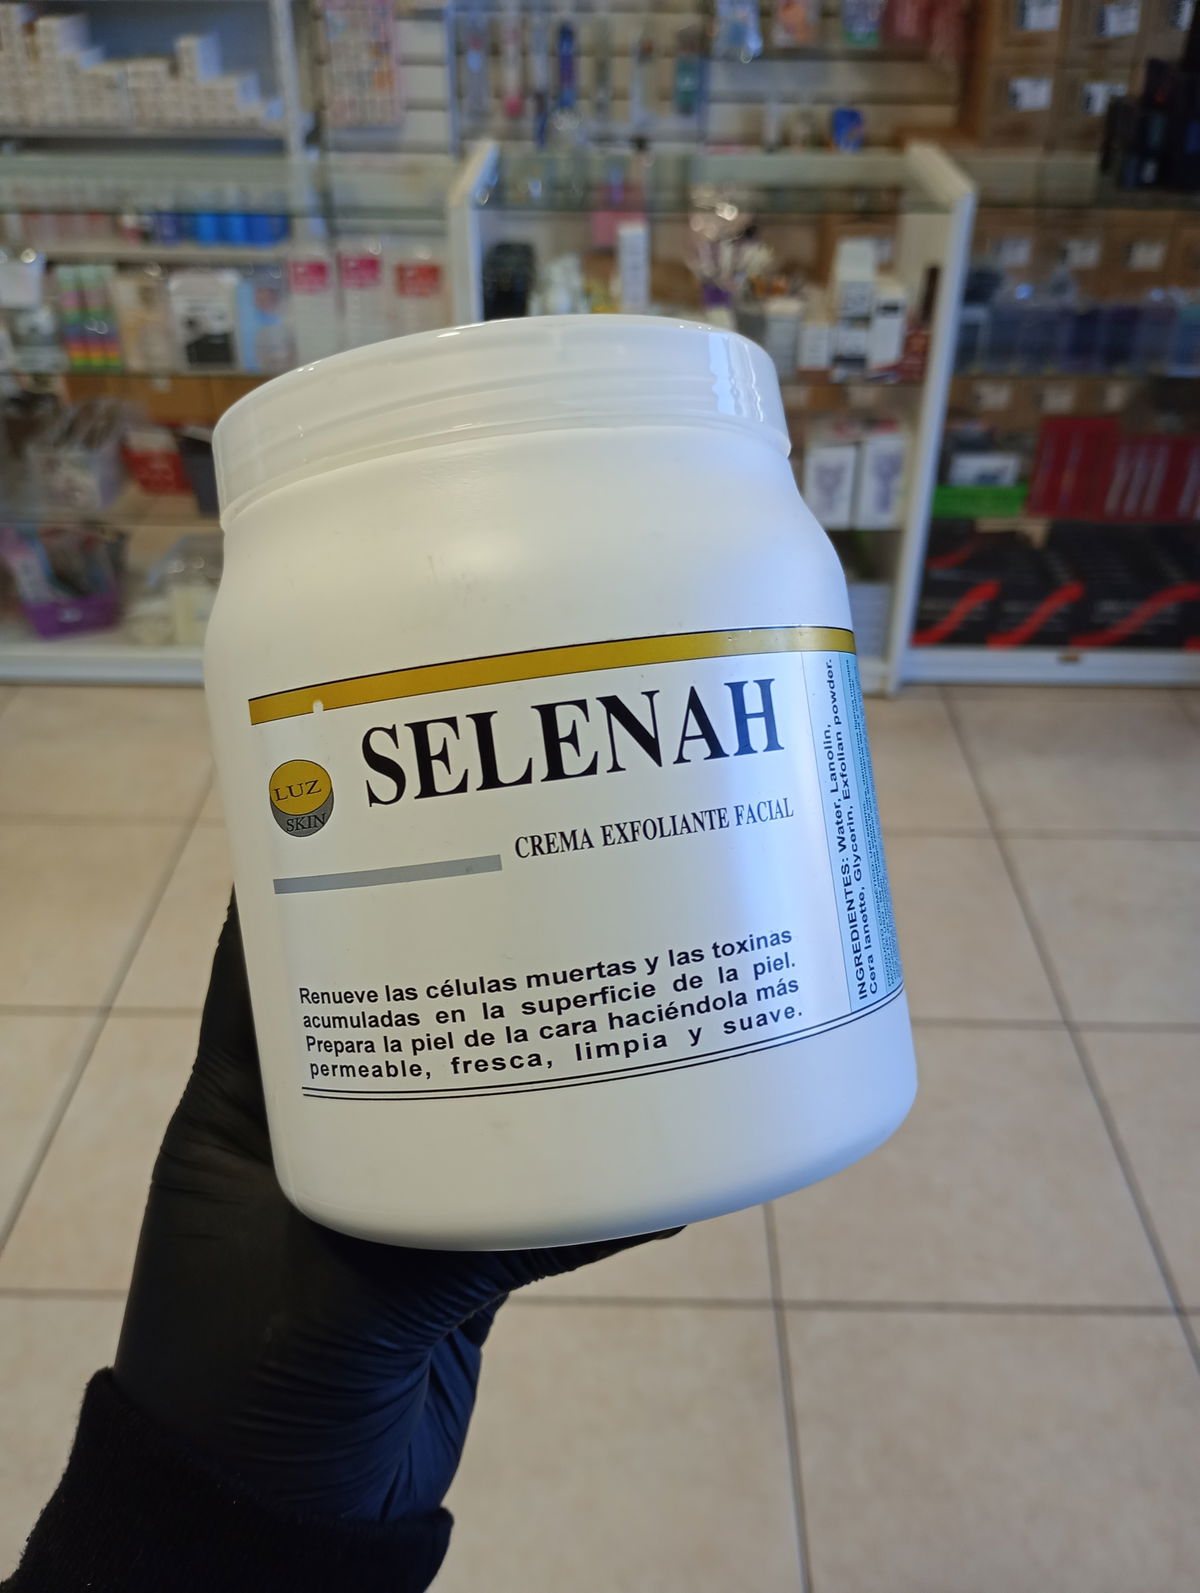 SELENAH
LUZ
SKIN
CREMA EXFOLIANTE FACIAL
Renueve las células muertas y las toxinas
acumuladas en la superficie de la piel.
Prepara la piel de la cara haciéndola más
permeable, fresca, limpia y suave.
INGREDIENTES: Water, Lanolin,
Cera lanetto, Glycerin, Exfolian powder.